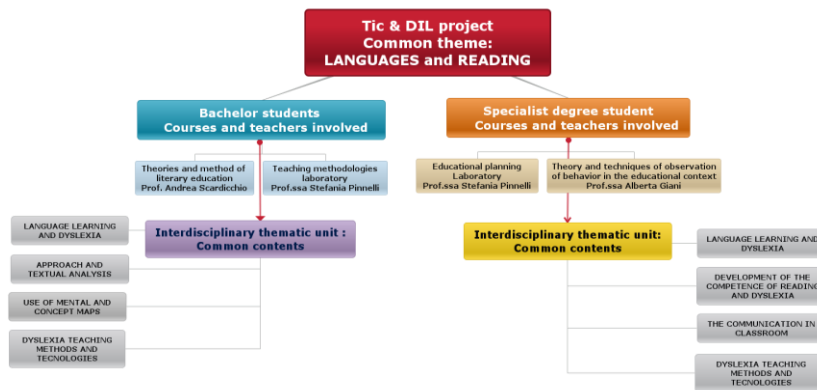 Tic & DIL project
Common theme:
LANGUAGES and READING
Bachelor students
Courses and teachers involved
Specialist degree student
Courses and teachers involved
Theories and method of
literary education
Prof. Andrea Scardicchio
Teaching methodologies
laboratory
Prof.ssa Stefania Pinnelli
Educational planning
Laboratory
Prof.ssa Stefania Pinnelli
Theory and techniques of observation
of behavior in the educational context
Prof.ssa Alberta Giani
Interdisciplinary thematic unit :
Common contents
Interdisciplinary thematic unit:
Common contents
LANGUAGE LEARNING
AND DYSLEXIA
APPROACH AND
TEXTUAL ANALYSIS
USE OF MENTAL AND
CONCEPT MAPS
DYSLEXIA TEACHING
METHODS AND
TECNOLOGIES
LANGUAGE LEARNING AND
DYSLEXIA
DEVELOPMENT OF THE
COMPETENCE OF READING
AND DYSLEXIA
THE COMMUNICATION IN
CLASSROOM
DYSLEXIA TEACHING
METHODS AND
TECNOLOGIES